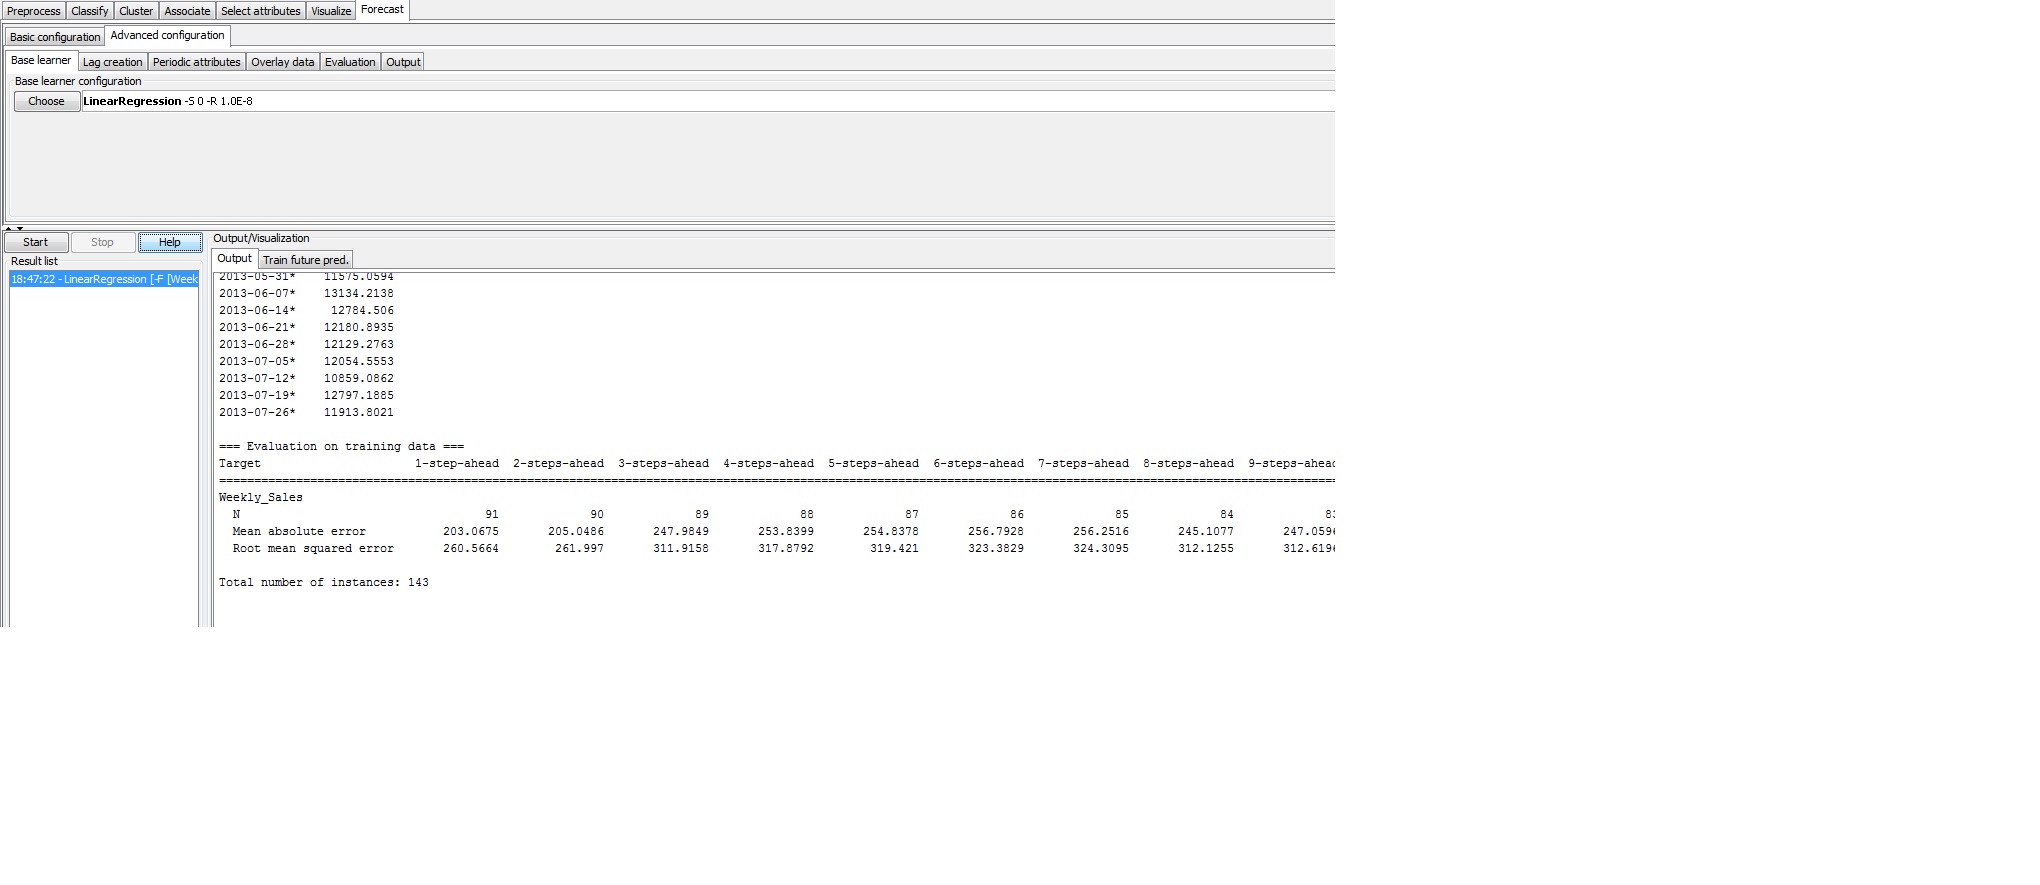 Preprocess Classify Cluster Associate Select attributes Visualize Forecast
Basic configuration Advanced configuration
Base learner Lag creation Periodic attributes Overlay data Evaluation Output
Base learner configuration
Choose LinearRegression -S 0 -R 1.0E-8
Start Stop Help
Result list
18:47:22 - LinearRegression [-F [Week
Output/Visualization
Output Train future pred.
2013-05-31* 11575.0594
2013-06-07* 13134.2138
2013-06-14* 12784.506
2013-06-21* 12180.8935
2013-06-28* 12129.2763
2013-07-05* 12054.5553
2013-07-12* 10859.0862
2013-07-19* 12797.1885
2013-07-26* 11913.8021
=== Evaluation on training data ===
Target 1-step-ahead 2-steps-ahead 3-steps-ahead 4-steps-ahead 5-steps-ahead 6-steps-ahead 7-steps-ahead 8-steps-ahead 9-steps-ahead
================================================================================
Weekly_Sales
N 91 90 89 88 87 86 85 84 83
Mean absolute error 203.0675 205.0486 247.9849 253.8399 254.8378 256.7928 256.2516 245.1077 247.0596
Root mean squared error 260.5664 261.997 311.9158 317.8792 319.421 323.3829 324.3095 312.1255 312.6196
Total number of instances: 143